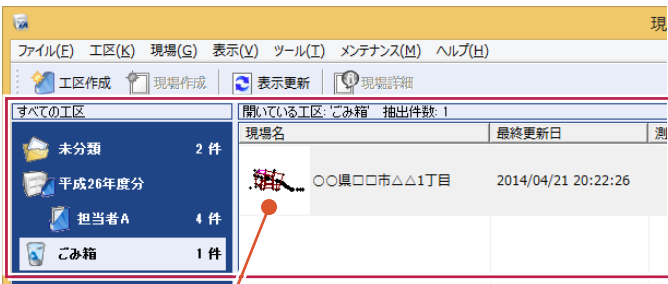 現
ファイル(F) 工区(K) 現場(G) 表示(V) ツール(T) メンテナンス(M) ヘルプ(H)
工区作成 現場作成 表示更新 現場詳細
すべての工区
開いている工区:'ごみ箱' 抽出件数: 1
現場名 最終更新日 測
未分類 2 件
平成26年度分
担当者A 4 件
ごみ箱 1 件
○○県□□市△△1丁目 2014/04/21 20:22:26